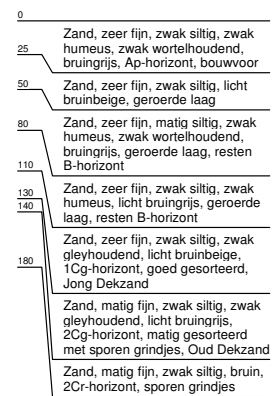 0
Zand, zeer fijn, zwak siltig, zwak
humeus, zwak wortelhoudend,
bruingrijs, Ap-horizont, bouwvoor
25
Zand, zeer fijn, zwak siltig, licht
bruinbeige, geroerde laag
50
Zand, zeer fijn, matig siltig, zwak
humeus, zwak wortelhoudend,
bruingrijs, geroerde laag, resten
B-horizont
80
Zand, zeer fijn, zwak siltig, zwak
humeus, licht bruingrijs, geroerde
laag, resten B-horizont
110
Zand, zeer fijn, zwak siltig, zwak
gleyhoudend, licht bruinbeige,
1Cg-horizont, goed gesorteerd,
Jong Dekzand
130
Zand, matig fijn, zwak siltig, zwak
gleyhoudend, licht bruingrijs,
2Cg-horizont, matig gesorteerd
met sporen grindjes, Oud Dekzand
140
Zand, matig fijn, zwak siltig, bruin,
2Cr-horizont, sporen grindjes
180